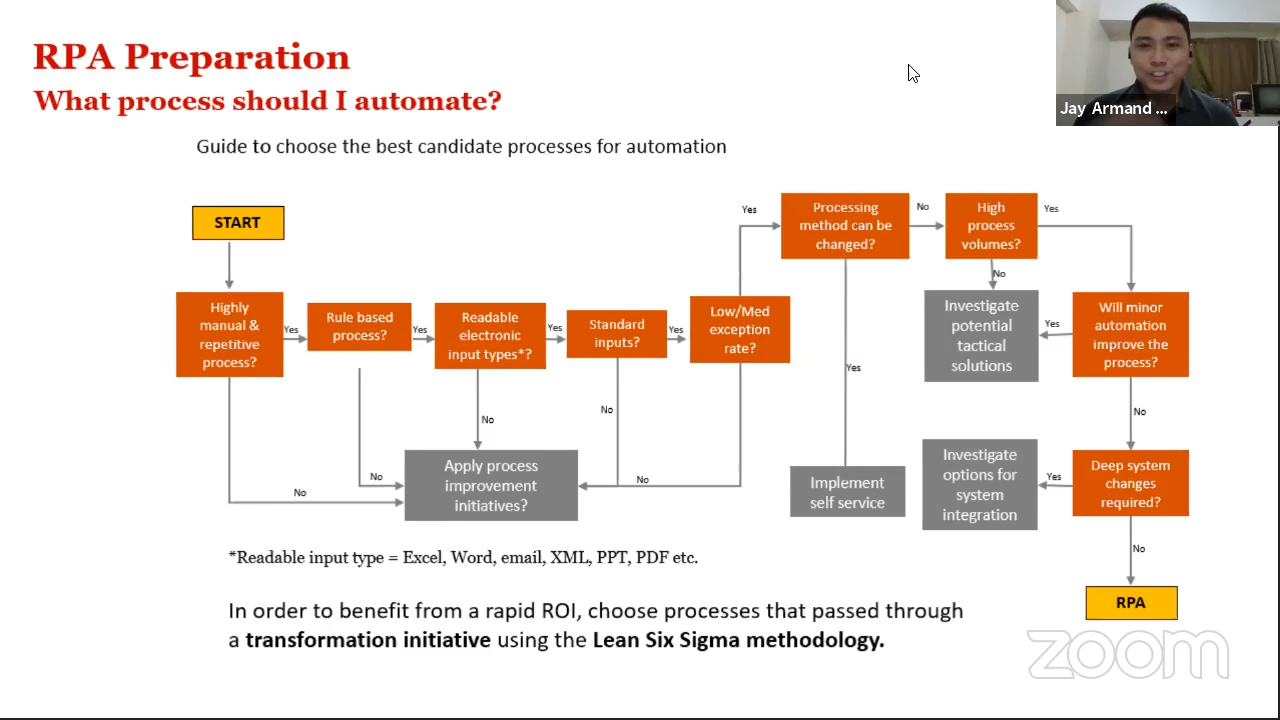 RPA Preparation
What process should I automate?
Jay Armand ...
Guide to choose the best candidate processes for automation
START
Highly
manual &
repetitive
process?
Yes
Rule based
process?
Yes
Readable
electronic
input types*?
Yes
Standard
inputs?
Yes
Low/Med
exception
rate?
Yes
Processing
method can be
changed?
No
High
process
volumes?
Yes
No
Investigate
potential
tactical
solutions
Yes
Will minor
automation
improve the
process?
Yes
No
No
No
No
No
No
Apply process
improvement
initiatives?
Implement
self service
Investigate
options for
system
integration
Yes
Deep system
changes
required?
No
RPA
*Readable input type = Excel, Word, email, XML, PPT, PDF etc.
In order to benefit from a rapid ROI, choose processes that passed through
a transformation initiative using the Lean Six Sigma methodology.
zoom